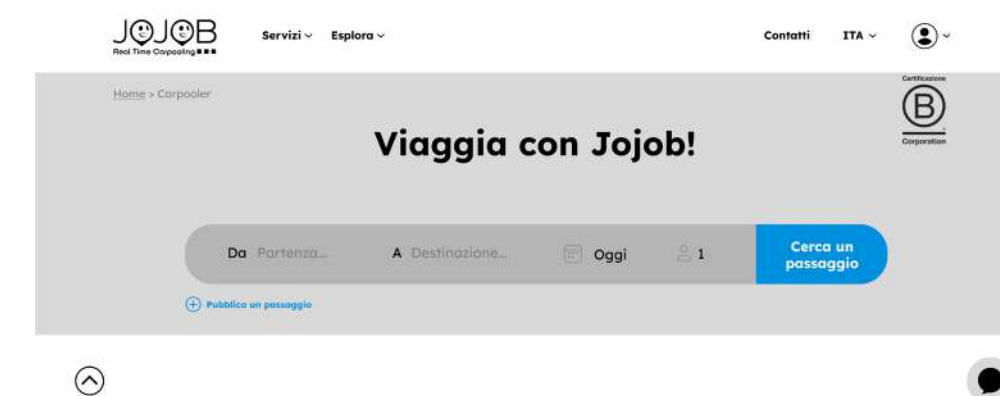 JOJOB
Real Time Carpooling
Servizi
Esplora
Contatti
ITA
Home > Carpooler
Certificazione
B
Corporation
Viaggia con Jojob!
Da Partenza...
A Destinazione...
Oggi
1
Cerca un
passaggio
Pubblica un passaggio